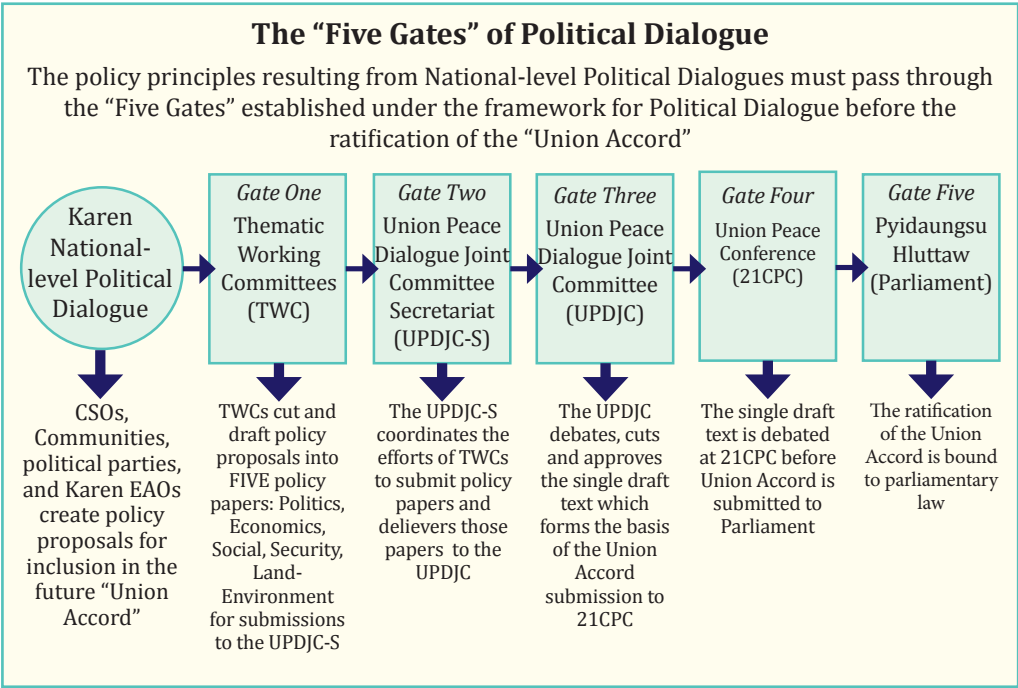 The “Five Gates” of Political Dialogue
The policy principles resulting from National-level Political Dialogues must pass through
the “Five Gates” established under the framework for Political Dialogue before the
ratification of the “Union Accord”
Karen
National-
level Political
Dialogue
Gate One
Thematic
Working
Committees
(TWC)
Gate Two
Union Peace
Dialogue Joint
Committee
Secretariat
(UPDJC-S)
Gate Three
Union Peace
Dialogue Joint
Committee
(UPDJC)
Gate Four
Union Peace
Conference
(21CPC)
Gate Five
Pyidaungsu
Hluttaw
(Parliament)
CSOs,
Communities,
political parties,
and Karen EAOs
create policy
proposals for
inclusion in the
future “Union
Accord”
TWCs cut and
draft policy
proposals into
FIVE policy
papers: Politics,
Economics,
Social, Security,
Land-
Environment
for submissions
to the UPDJC-S
The UPDJC-S
coordinates the
efforts of TWCs
to submit policy
papers and
delievers those
papers to the
UPDJC
The UPDJC
debates, cuts
and approves
the single draft
text which
forms the basis
of the Union
Accord
submission to
21CPC
The single draft
text is debated
at 21CPC before
Union Accord is
submitted to
Parliament
The ratification
of the Union
Accord is bound
to parliamentary
law